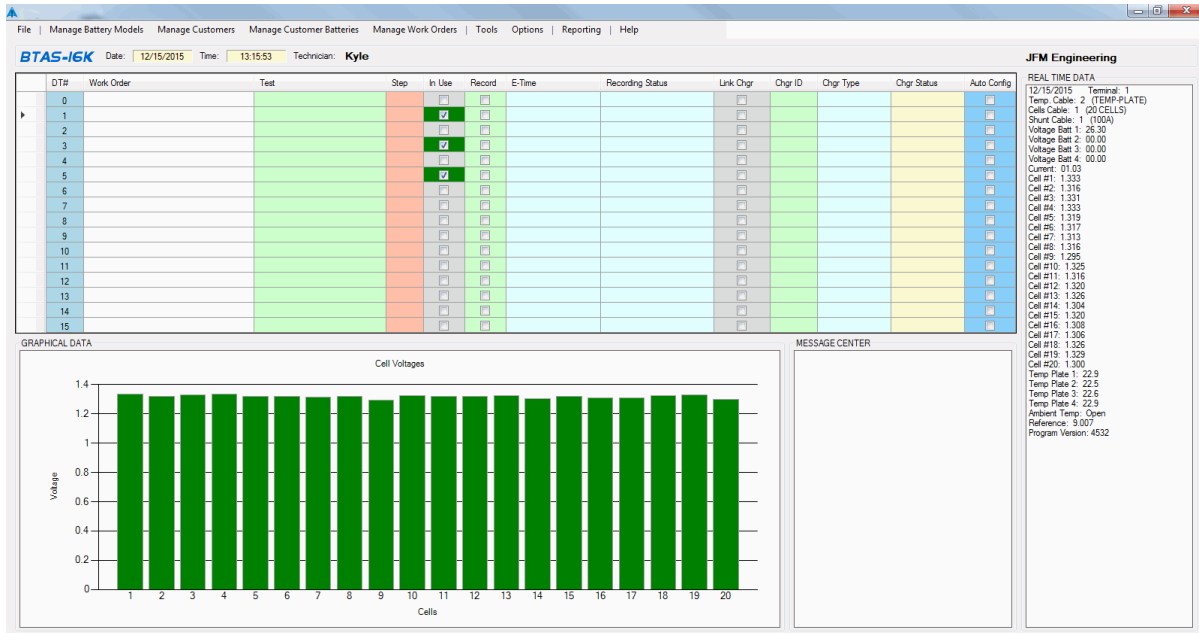 File | Manage Battery Models Manage Customers Manage Customer Batteries Manage Work Orders | Tools Options | Reporting | Help
BTAS-16K Date: 12/15/2015 Time: 13:15:53 Technician: Kyle
JFM Engineering
DT# Work Order Test Step In Use Record E-Time Recording Status Link Chgr Chgr ID Chgr Type Chgr Status Auto Config
0
1
2
3
4
5
6
7
8
9
10
11
12
13
14
15
REAL TIME DATA
12/15/2015 Terminal: 1
Temp. Cable: 2 (TEMP-PLATE)
Cells Cable: 1 (20 CELLS)
Shunt Cable: 1 (100A)
Voltage Batt 1: 26.30
Voltage Batt 2: 00.00
Voltage Batt 3: 00.00
Voltage Batt 4: 00.00
Current: 01.03
Cell #1: 1.333
Cell #2: 1.316
Cell #3: 1.331
Cell #4: 1.333
Cell #5: 1.319
Cell #6: 1.317
Cell #7: 1.313
Cell #8: 1.316
Cell #9: 1.295
Cell #10: 1.325
Cell #11: 1.316
Cell #12: 1.320
Cell #13: 1.326
Cell #14: 1.304
Cell #15: 1.320
Cell #16: 1.308
Cell #17: 1.306
Cell #18: 1.326
Cell #19: 1.329
Cell #20: 1.300
Temp Plate 1: 22.9
Temp Plate 2: 22.5
Temp Plate 3: 22.6
Temp Plate 4: 22.9
Ambient Temp: Open
Reference: 9.007
Program Version: 4532
GRAPHICAL DATA
Cell Voltages
1.4
1.2
1
0.8
0.6
0.4
0.2
0
Voltage
1 2 3 4 5 6 7 8 9 10 11 12 13 14 15 16 17 18 19 20
Cells
MESSAGE CENTER